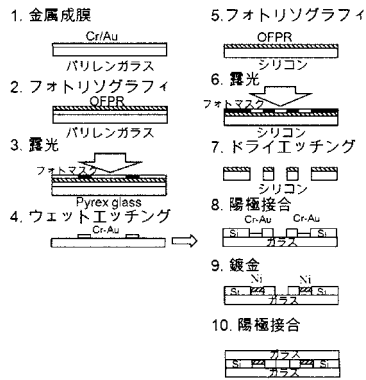 1. 金属成膜
Cr/Au
パリレンガラス
2. フォトリソグラフィ
OFPR
パリレンガラス
3. 露光
フォトマスク
Pyrex glass
4. ウェットエッチング
Cr-Au
5.フォトリソグラフィ
OFPR
シリコン
6. 露光
フォトマスク
シリコン
7. ドライエッチング
シリコン
8. 陽極接合
Cr-Au Cr-Au
Si Si
ガラス
9. 鍍金
Ni Ni
Si Si
ガラス
10. 陽極接合
ガラス
Si Si
ガラス